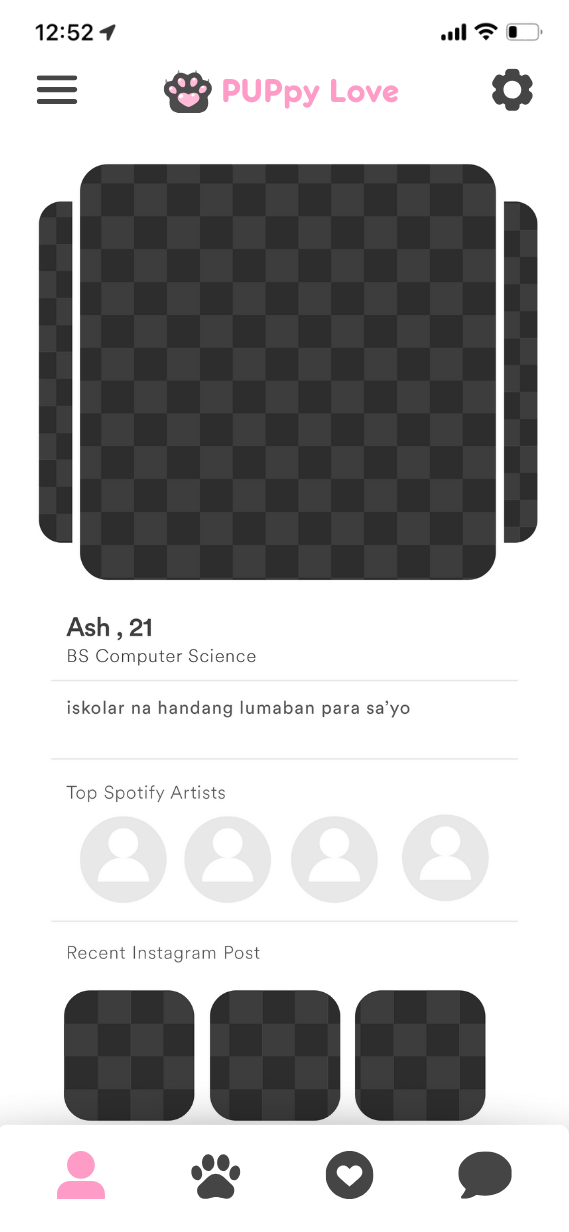 12:52
PUPpy Love
Ash , 21
BS Computer Science
iskolar na handang lumaban para sa’yo
Top Spotify Artists
Recent Instagram Post